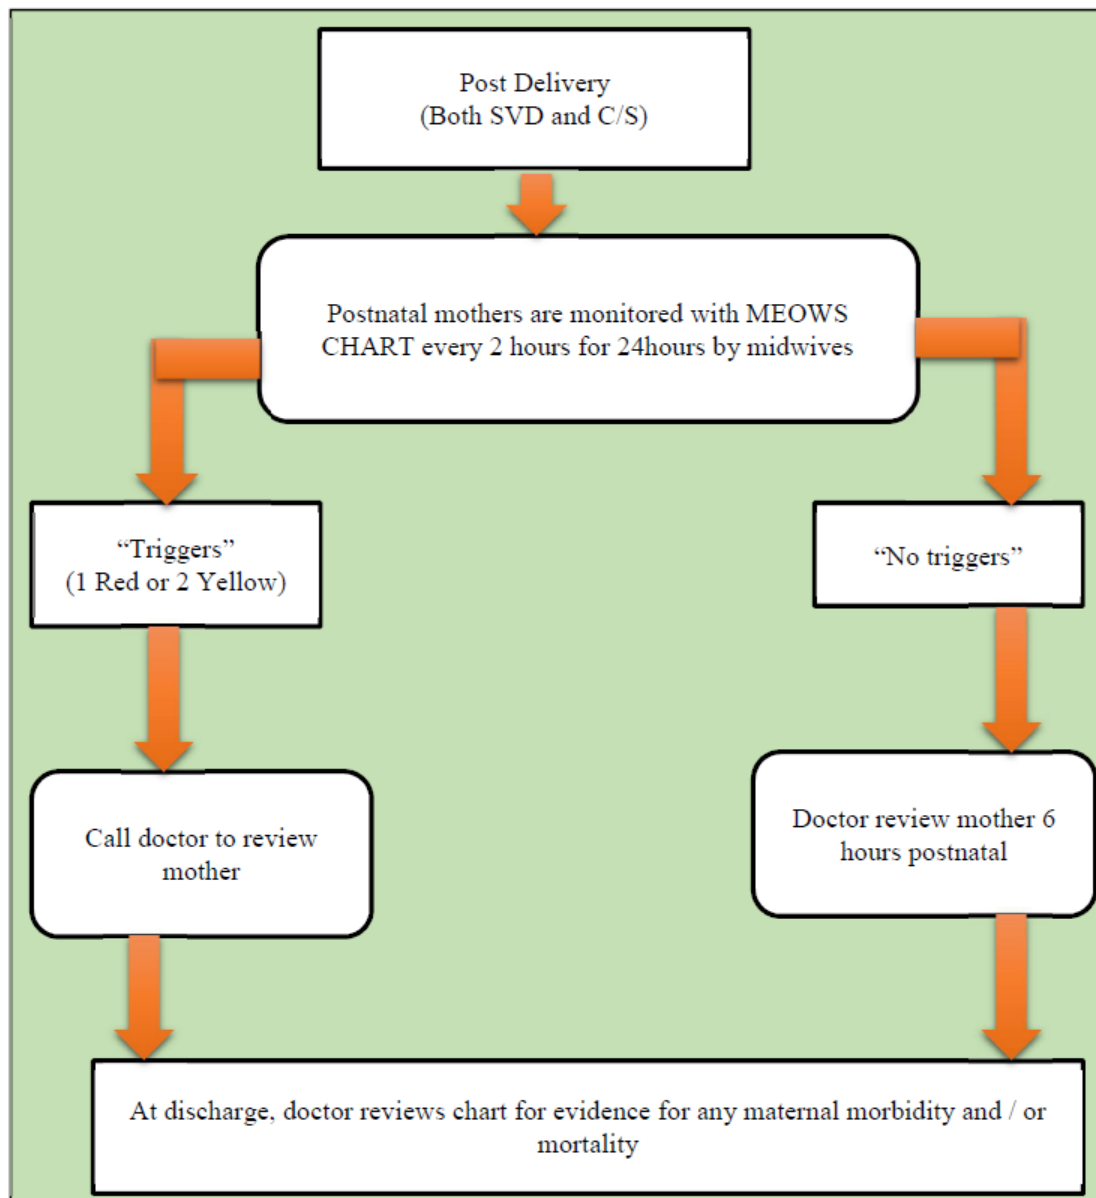 Post Delivery
(Both SVD and C/S)
Postnatal mothers are monitored with MEOWS
CHART every 2 hours for 24hours by midwives
“Triggers”
(1 Red or 2 Yellow)
“No triggers”
Call doctor to review
mother
Doctor review mother 6
hours postnatal
At discharge, doctor reviews chart for evidence for any maternal morbidity and / or
mortality